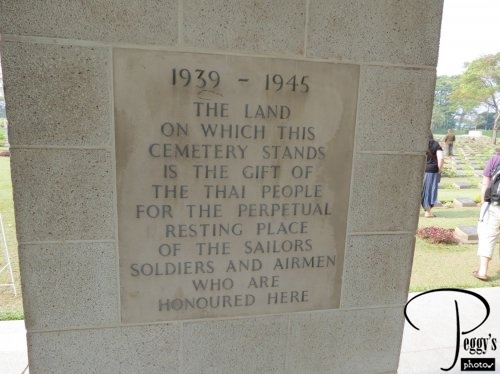 1939 - 1945
THE LAND
ON WHICH THIS
CEMETERY STANDS
IS THE GIFT OF
THE THAI PEOPLE
FOR THE PERPETUAL
RESTING PLACE
OF THE SAILORS
SOLDIERS AND AIRMEN
WHO ARE
HONOURED HERE
Peggy's
photos